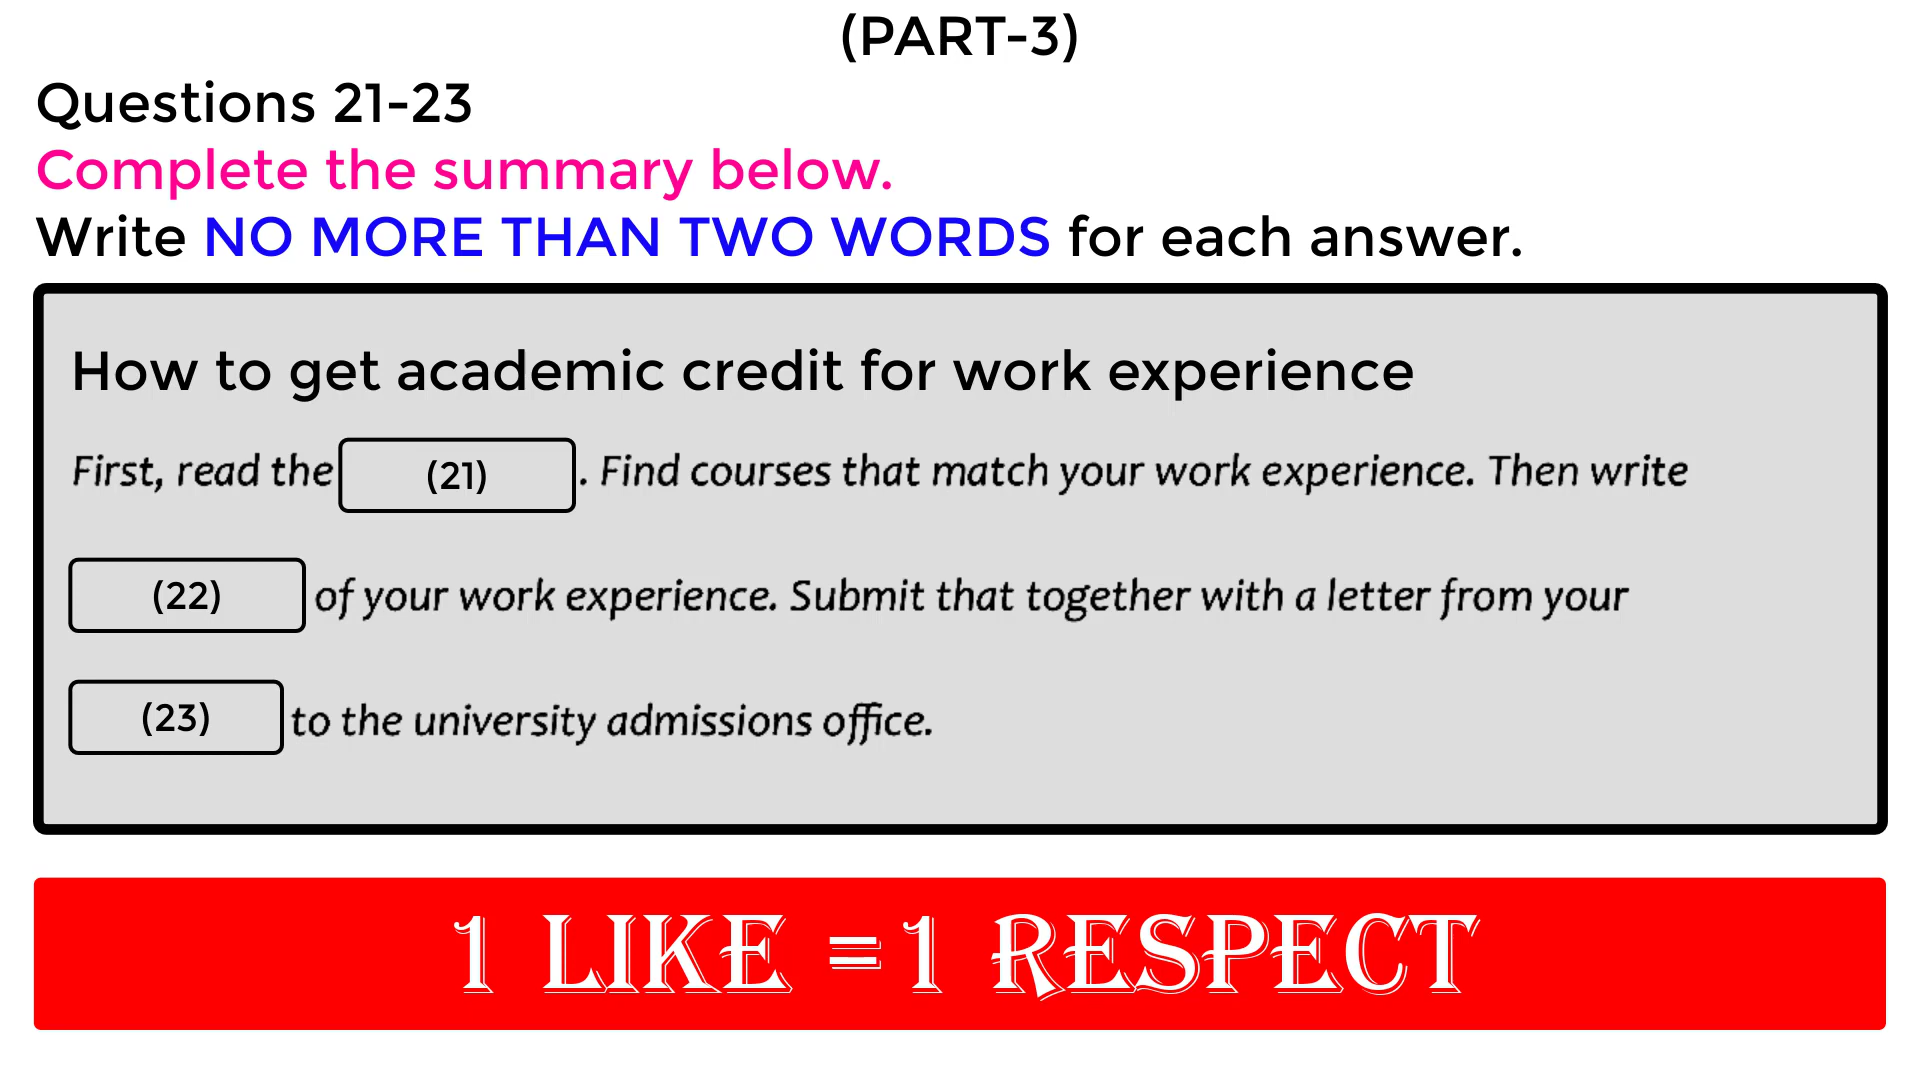 (PART-3)
Questions 21-23
Complete the summary below.
Write NO MORE THAN TWO WORDS for each answer.
How to get academic credit for work experience
First, read the (21) . Find courses that match your work experience. Then write
(22) of your work experience. Submit that together with a letter from your
(23) to the university admissions office.
1 LIKE = 1 RESPECT